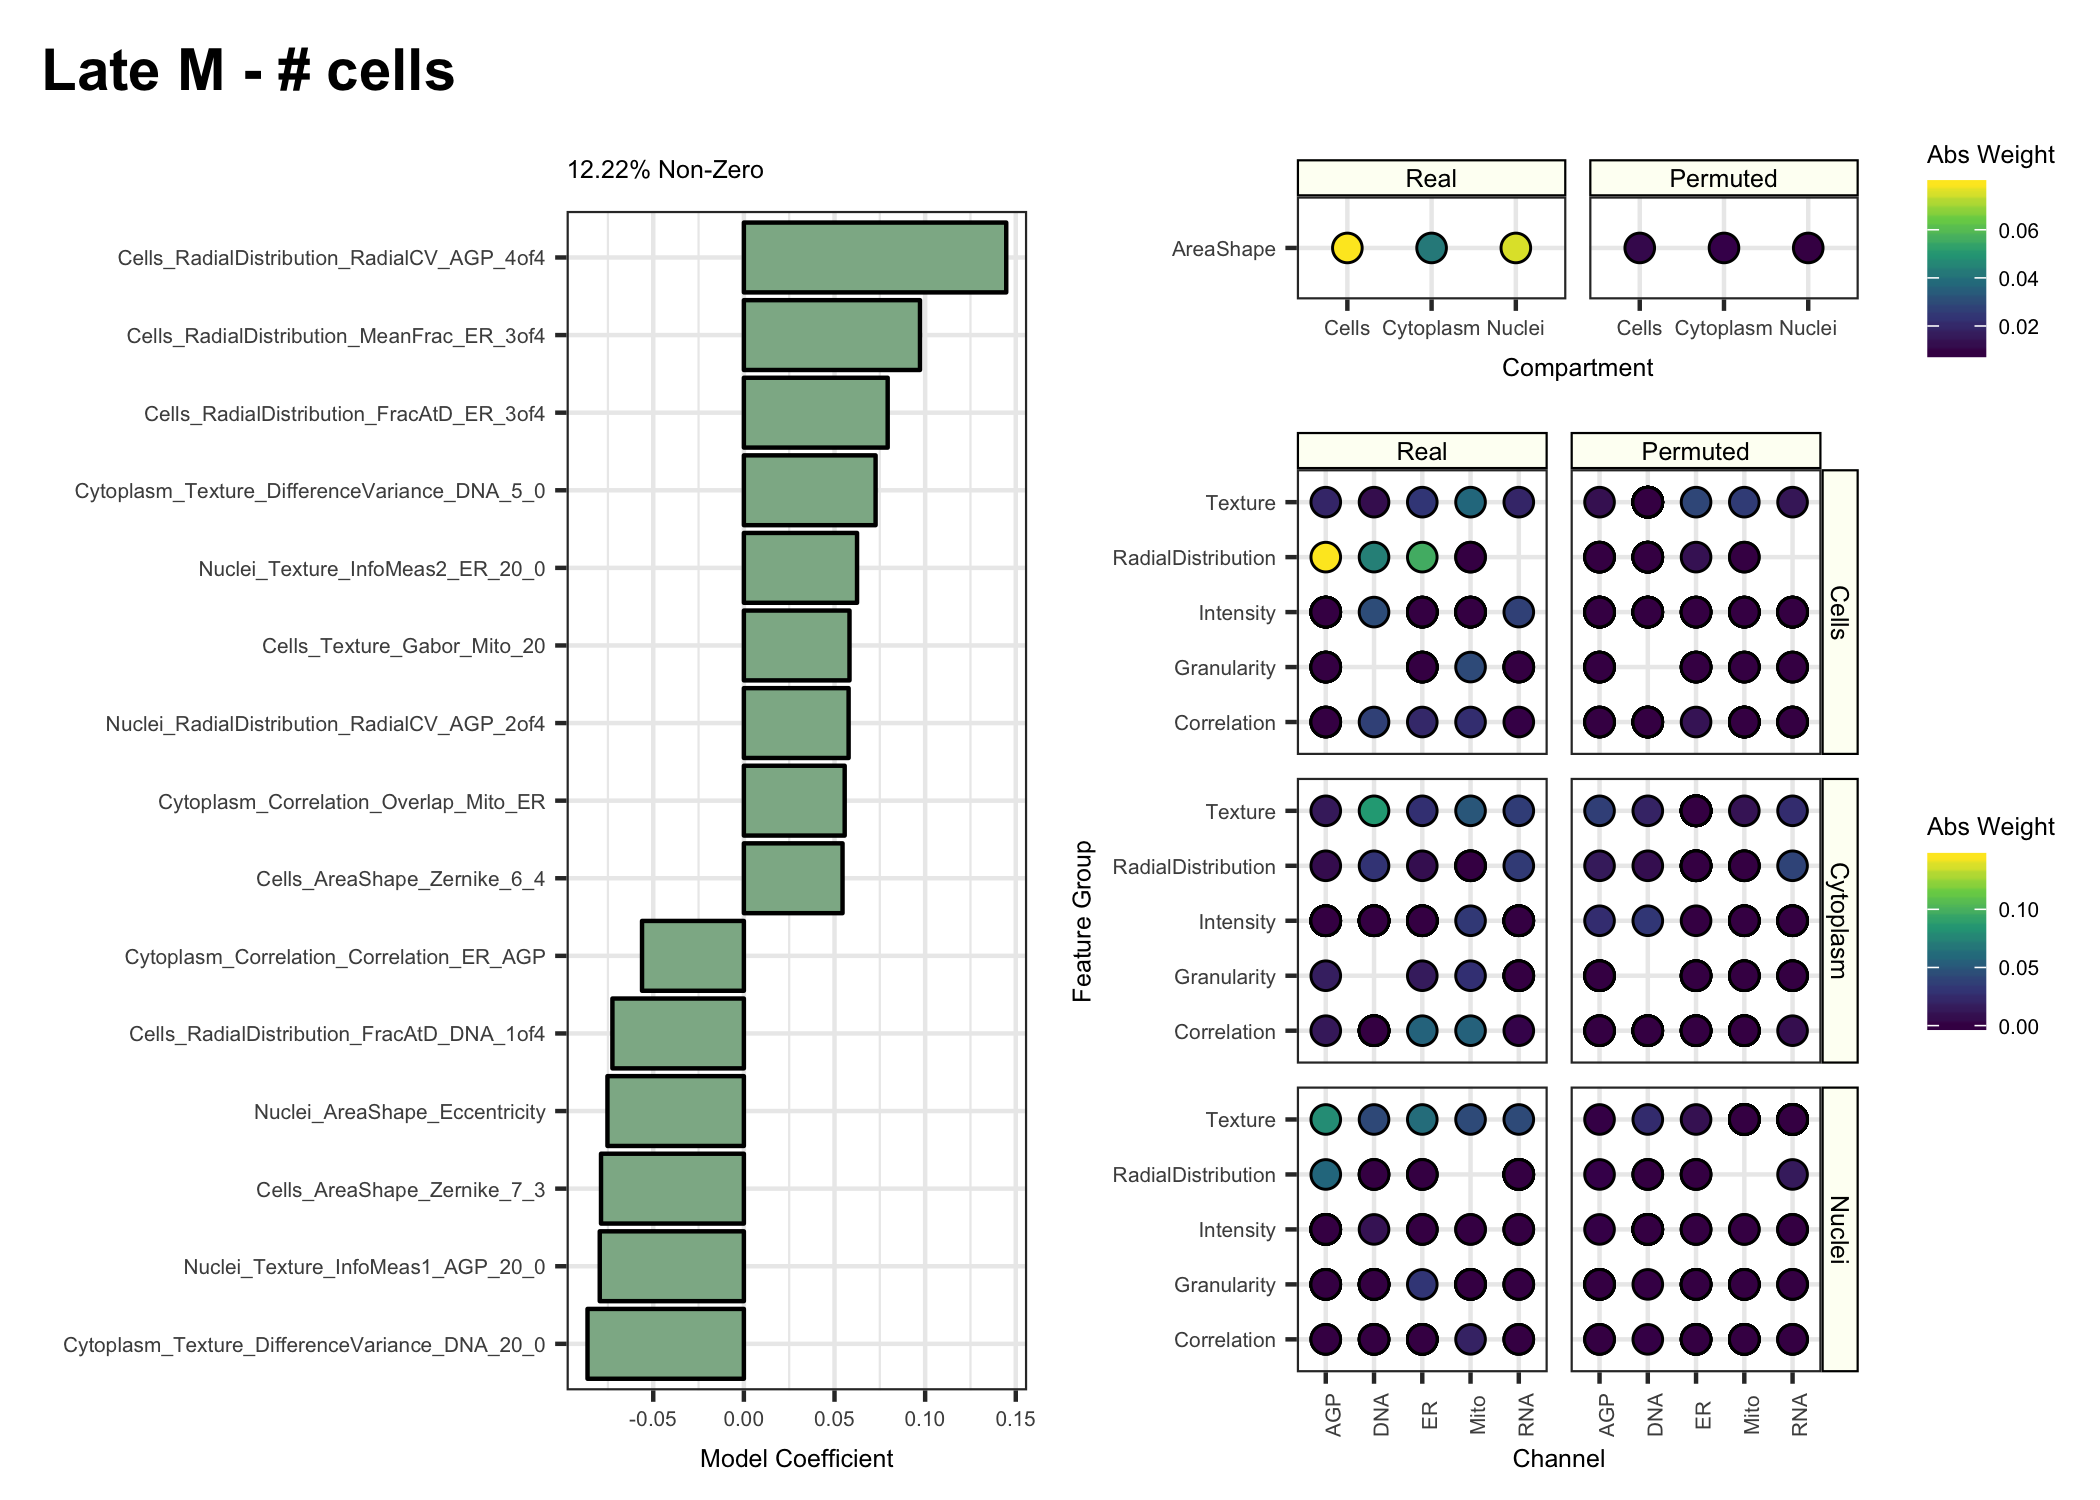 Late M - # cells
12.22% Non-Zero
Cells_RadialDistribution_RadialCV_AGP_4of4
Cells_RadialDistribution_MeanFrac_ER_3of4
Cells_RadialDistribution_FracAtD_ER_3of4
Cytoplasm_Texture_DifferenceVariance_DNA_5_0
Nuclei_Texture_InfoMeas2_ER_20_0
Cells_Texture_Gabor_Mito_20
Nuclei_RadialDistribution_RadialCV_AGP_2of4
Cytoplasm_Correlation_Overlap_Mito_ER
Cells_AreaShape_Zernike_6_4
Cytoplasm_Correlation_Correlation_ER_AGP
Cells_RadialDistribution_FracAtD_DNA_1of4
Nuclei_AreaShape_Eccentricity
Cells_AreaShape_Zernike_7_3
Nuclei_Texture_InfoMeas1_AGP_20_0
Cytoplasm_Texture_DifferenceVariance_DNA_20_0
-0.05 0.00 0.05 0.10 0.15
Model Coefficient
Real Permuted
AreaShape
Cells Cytoplasm Nuclei Cells Cytoplasm Nuclei
Compartment
Abs Weight
0.06
0.04
0.02
Real Permuted
Feature Group
Texture
RadialDistribution
Intensity
Granularity
Correlation
Cells
Texture
RadialDistribution
Intensity
Granularity
Correlation
Cytoplasm
Texture
RadialDistribution
Intensity
Granularity
Correlation
Nuclei
AGP DNA ER Mito RNA AGP DNA ER Mito RNA
Channel
Abs Weight
0.10
0.05
0.00